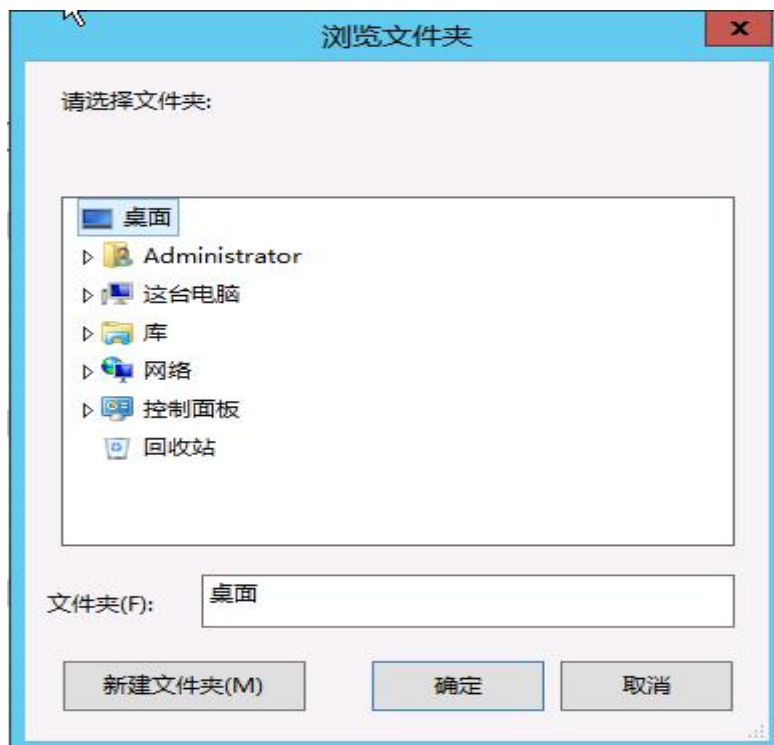 浏览文件夹
请选择文件夹:
桌面
Administrator
这台电脑
库
网络
控制面板
回收站
文件夹(F): 桌面
新建文件夹(M) 确定 取消